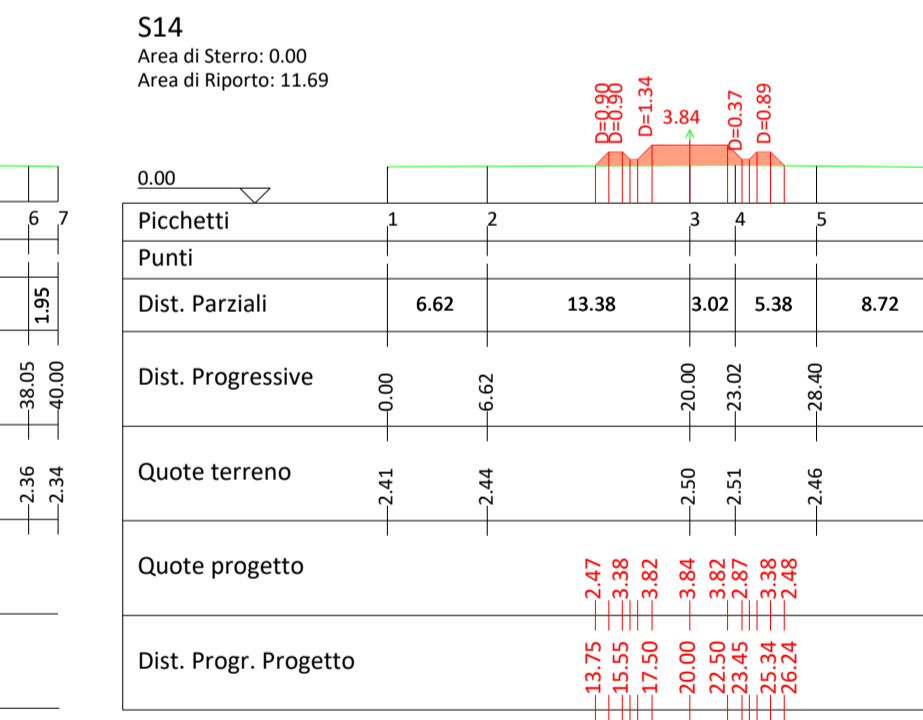 S14
Area di Sterro: 0.00
Area di Riporto: 11.69
D=0.90 D=0.90 D=1.34 3.84 D=0.37 D=0.89
0.00
6 7
Picchetti 1 2 3 4 5
Punti
1.95
Dist. Parziali 6.62 13.38 3.02 5.38 8.72
38.05 40.00
Dist. Progressive 0.00 6.62 20.00 23.02 28.40
2.36 2.34
Quote terreno 2.41 2.44 2.50 2.51 2.46
Quote progetto 2.47 3.38 3.82 3.84 3.82 2.87 3.38 2.48
Dist. Progr. Progetto 13.75 15.55 17.50 20.00 22.50 23.45 25.34 26.24